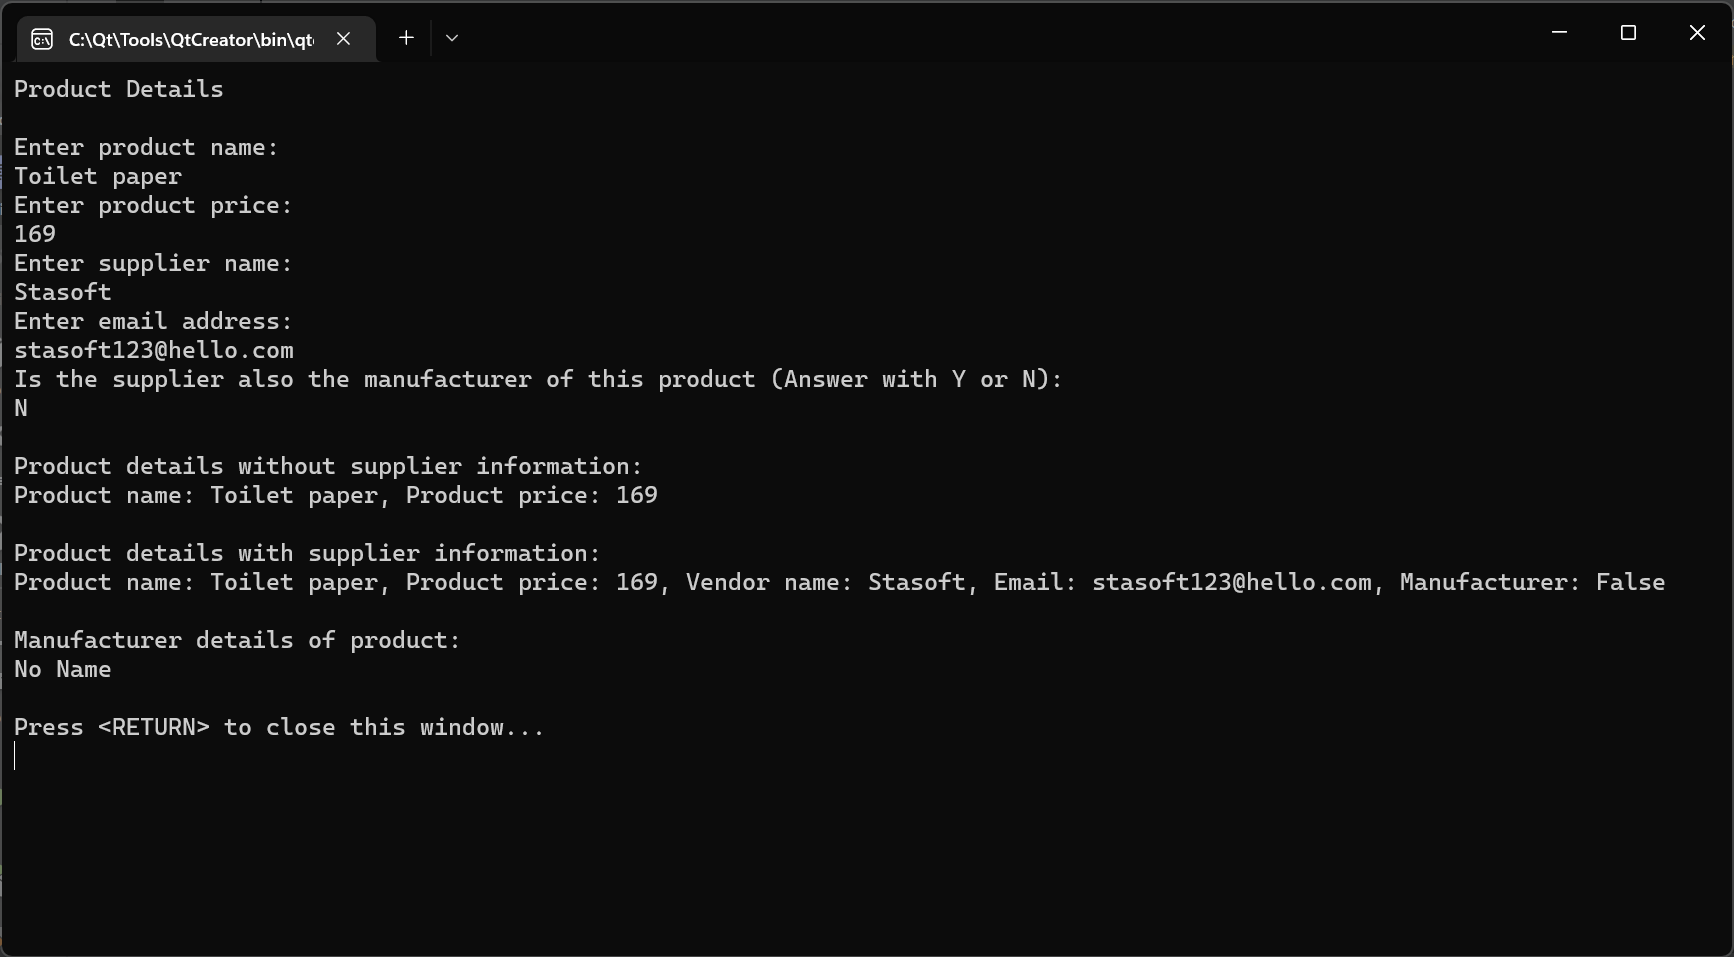 C:\Qt\Tools\QtCreator\bin\qt
Product Details
Enter product name:
Toilet paper
Enter product price:
169
Enter supplier name:
Stasoft
Enter email address:
stasoft123@hello.com
Is the supplier also the manufacturer of this product (Answer with Y or N):
N
Product details without supplier information:
Product name: Toilet paper, Product price: 169
Product details with supplier information:
Product name: Toilet paper, Product price: 169, Vendor name: Stasoft, Email: stasoft123@hello.com, Manufacturer: False
Manufacturer details of product:
No Name
Press <RETURN> to close this window...